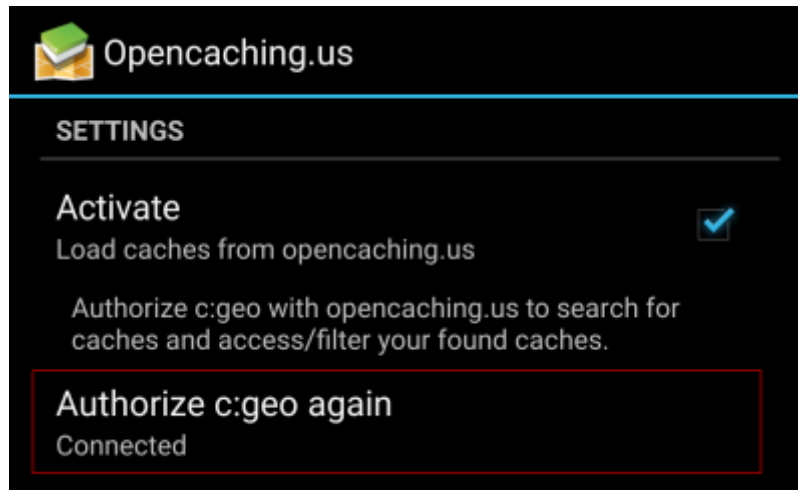 Opencaching.us
SETTINGS
Activate
Load caches from opencaching.us
Authorize c:geo with opencaching.us to search for
caches and access/filter your found caches.
Authorize c:geo again
Connected